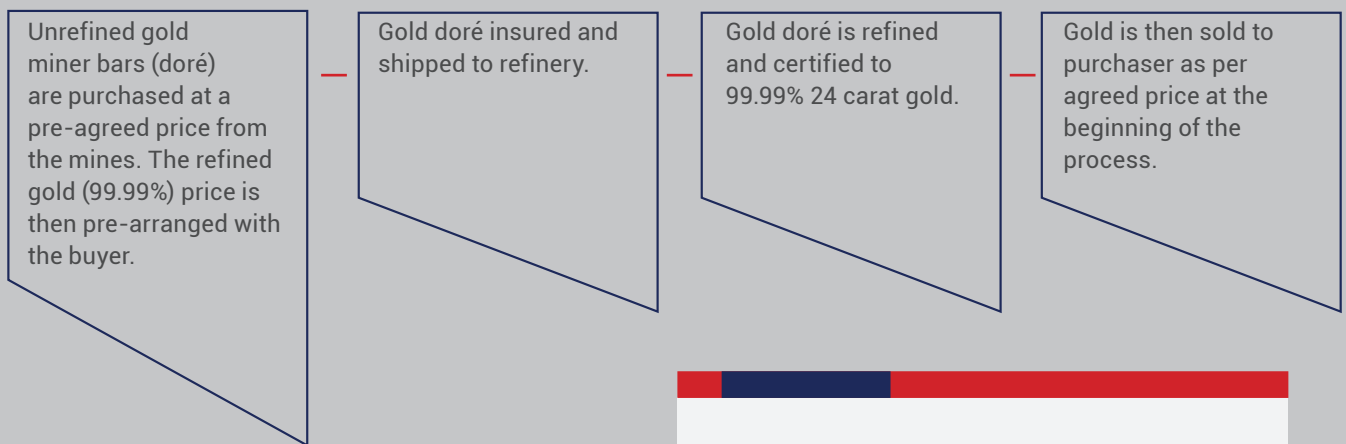 Unrefined gold
miner bars (doré)
are purchased at a
pre-agreed price from
the mines. The refined
gold (99.99%) price is
then pre-arranged with
the buyer.
Gold doré insured and
shipped to refinery.
Gold doré is refined
and certified to
99.99% 24 carat gold.
Gold is then sold to
purchaser as per
agreed price at the
beginning of the
process.